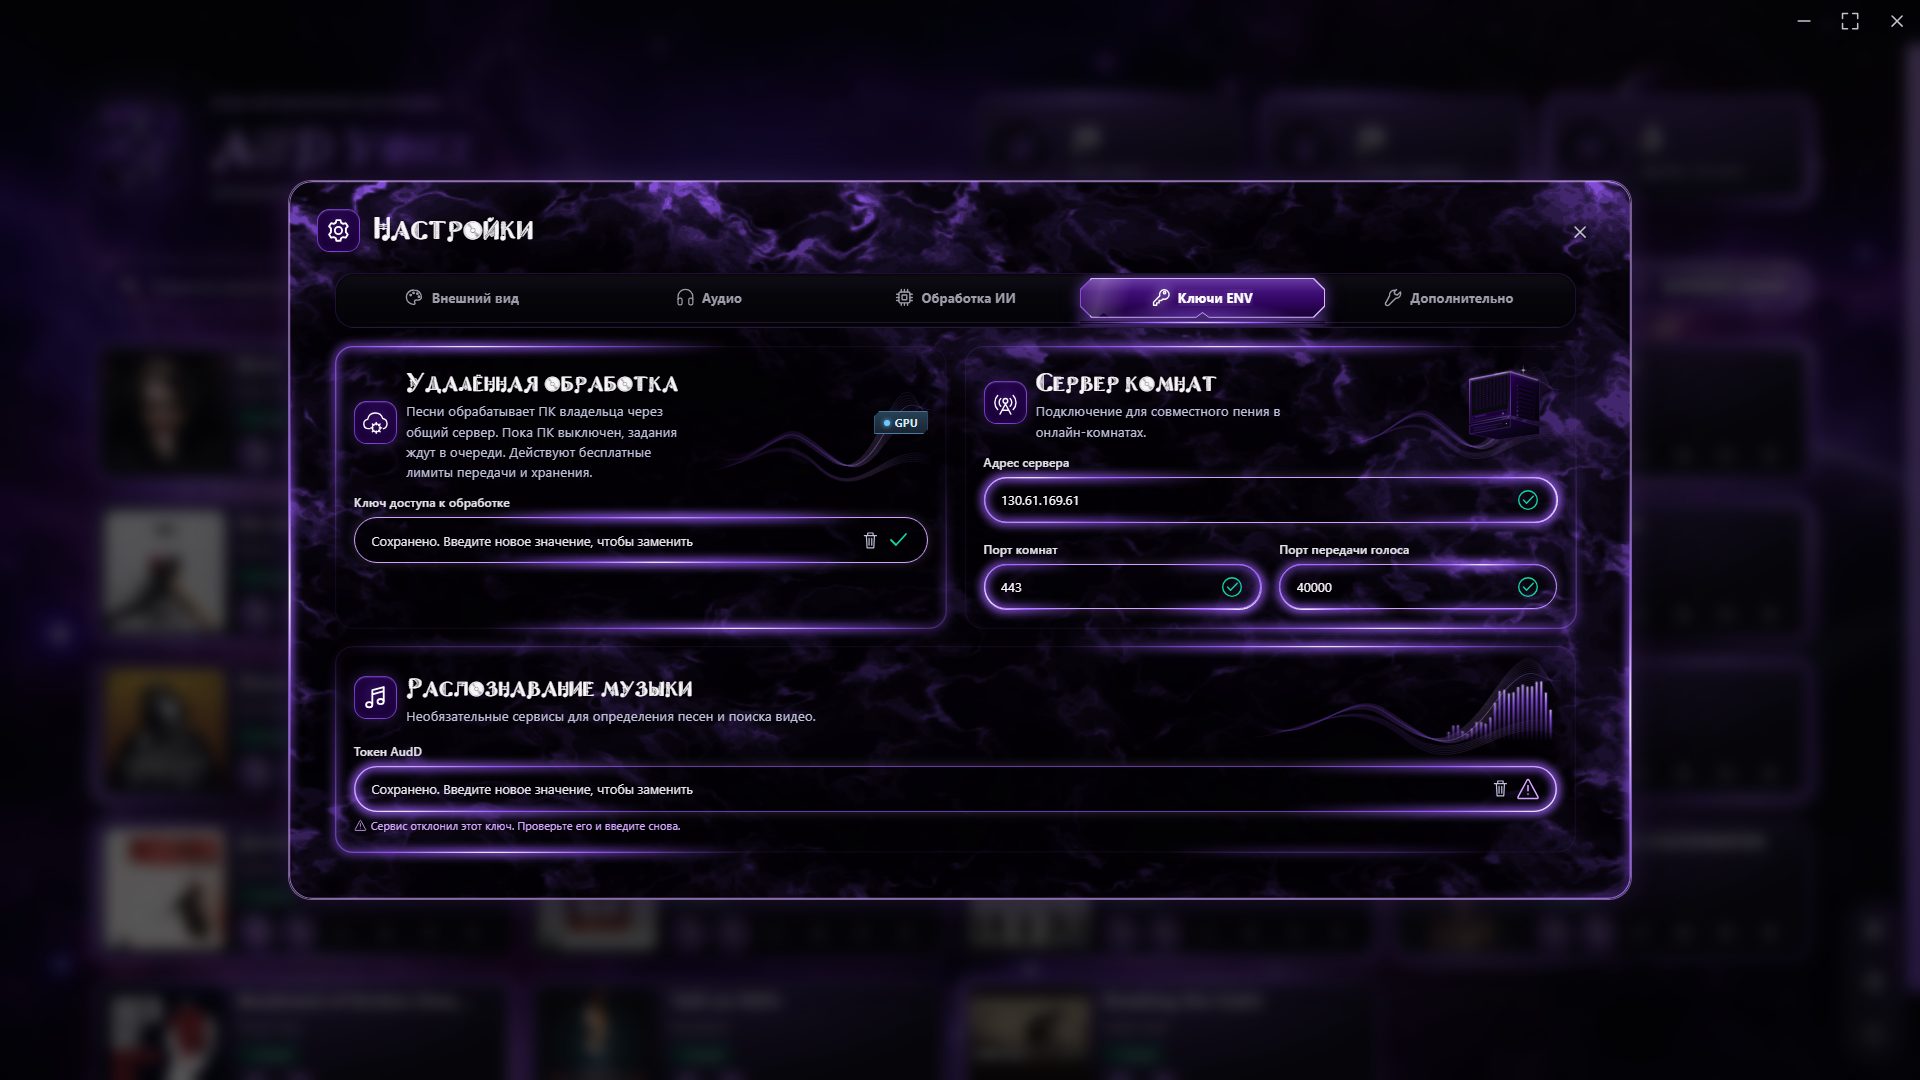 Настройки
Внешний вид
Аудио
Обработка ИИ
Ключи ENV
Дополнительно
Удалённая обработка
Песни обрабатывает ПК владельца через
общий сервер. Пока ПК выключен, задания
ждут в очереди. Действуют бесплатные
лимиты передачи и хранения.
GPU
Ключ доступа к обработке
Сохранено. Введите новое значение, чтобы заменить
Сервер комнат
Подключение для совместного пения в
онлайн-комнатах.
Адрес сервера
130.61.169.61
Порт комнат
Порт передачи голоса
443
40000
Распознавание музыки
Необязательные сервисы для определения песен и поиска видео.
Токен AudD
Сохранено. Введите новое значение, чтобы заменить
Сервис отклонил этот ключ. Проверьте его и введите снова.